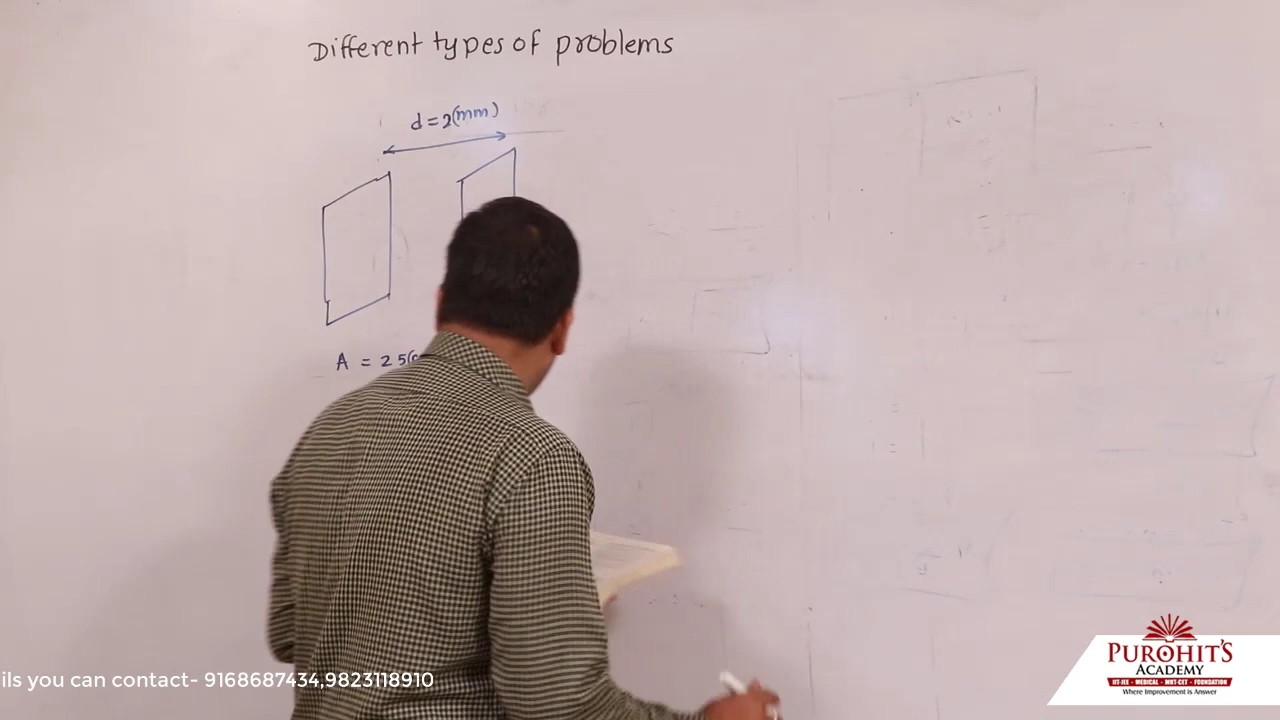 Different types of problems
d = 2(mm)
A = 25(c
ils you can contact- 9168687434,9823118910
PUROHIT'S
ACADEMY
IIT-JEE - MEDICAL - MHT-CET - FOUNDATION
Where Improvement is Answer